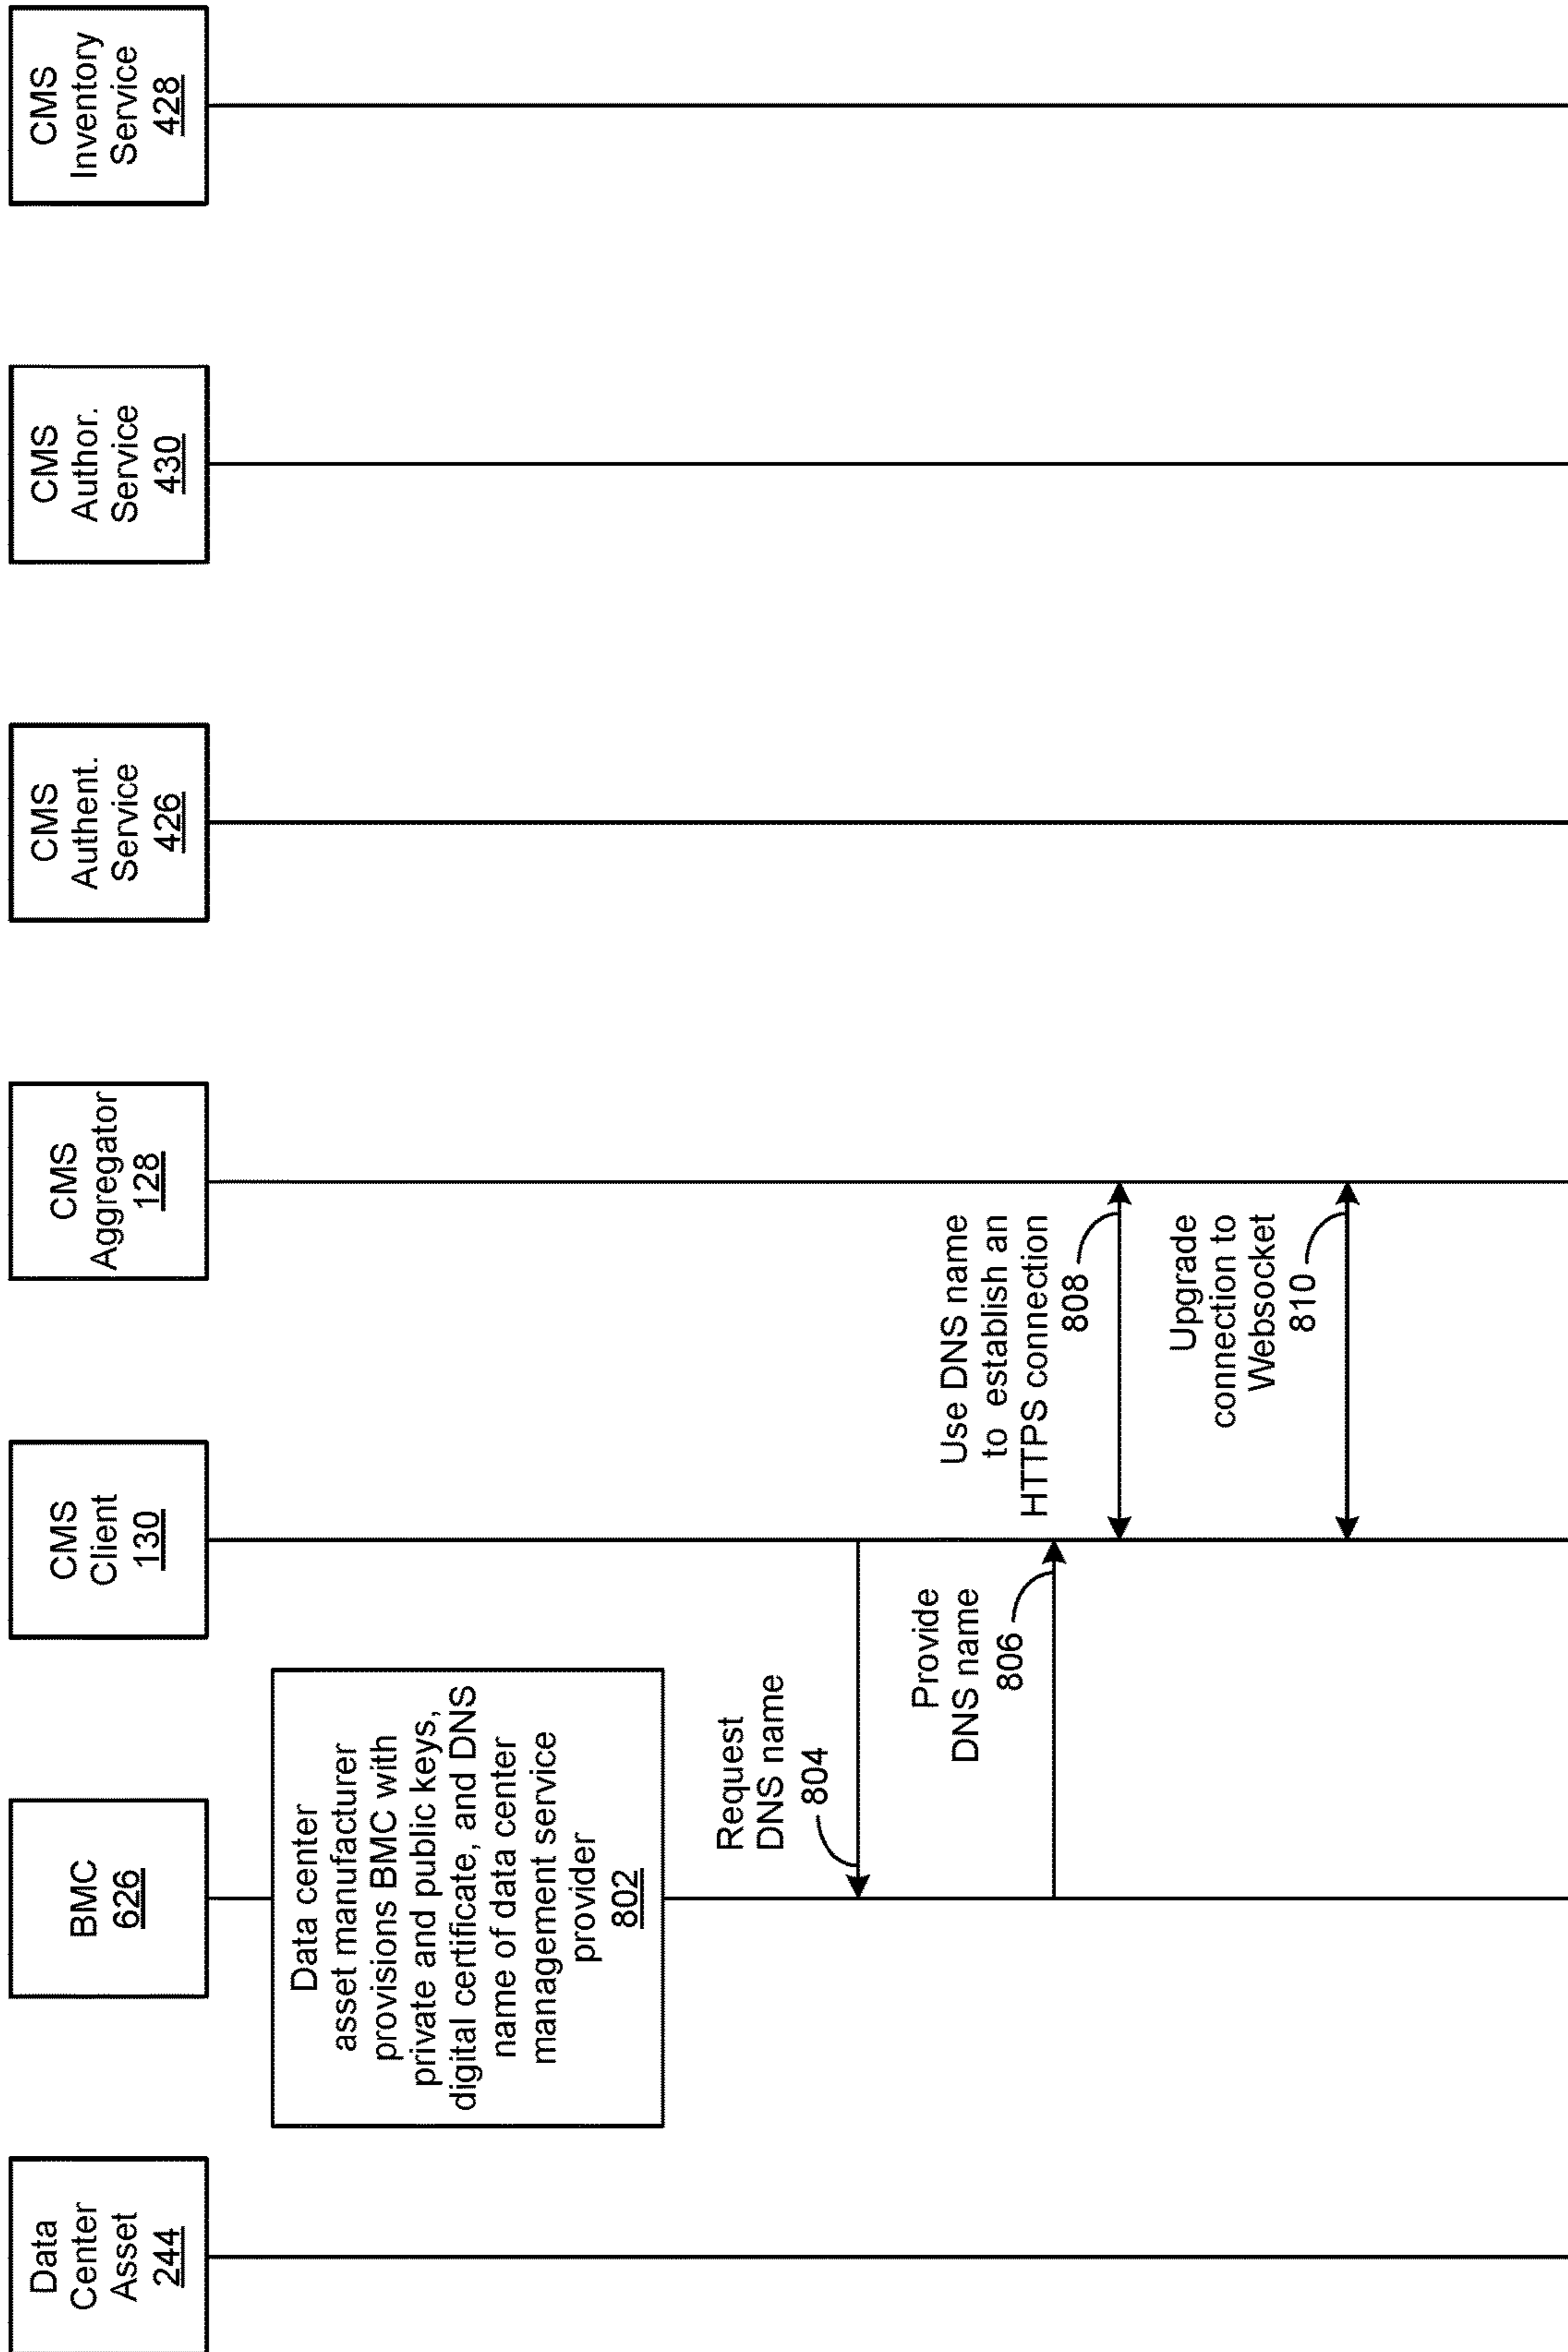 Data
Center
Asset
244
BMC
626
CMS
Client
130
CMS
Aggregator
128
CMS
Authent.
Service
426
CMS
Author.
Service
430
CMS
Inventory
Service
428
Data center
asset manufacturer
provisions BMC with
private and public keys,
digital certificate, and DNS
name of data center
management service
provider
802
Request
DNS name
804
Provide
DNS name
806
Use DNS name
to establish an
HTTPS connection
808
Upgrade
connection to
Websocket
810